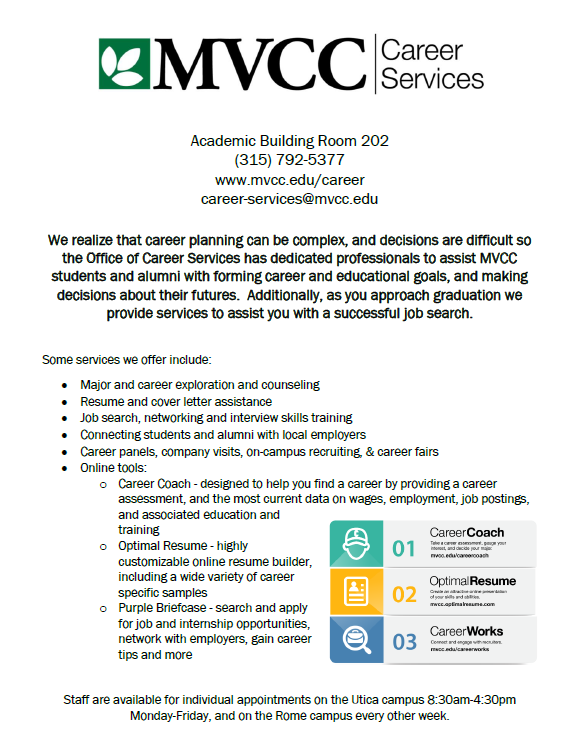 MVCC Career
Services
Academic Building Room 202
(315) 792-5377
www.mvcc.edu/career
career-services@mvcc.edu
We realize that career planning can be complex, and decisions are difficult so
the Office of Career Services has dedicated professionals to assist MVCC
students and alumni with forming career and educational goals, and making
decisions about their futures.  Additionally, as you approach graduation we
provide services to assist you with a successful job search.
Some services we offer include:
• Major and career exploration and counseling
• Resume and cover letter assistance
• Job search, networking and interview skills training
• Connecting students and alumni with local employers
• Career panels, company visits, on-campus recruiting, & career fairs
• Online tools:
o Career Coach - designed to help you find a career by providing a career
assessment, and the most current data on wages, employment, job postings,
and associated education and
training
o Optimal Resume - highly
customizable online resume builder,
including a wide variety of career
specific samples
o Purple Briefcase - search and apply
for job and internship opportunities,
network with employers, gain career
tips and more
01 CareerCoach
Take a career assessment, gauge your
interest, and decide your major.
mvcc.edu/careercoach
02 OptimalResume
Create an attractive online presentation
of your skills and abilities.
mvcc.optimalresume.com
03 CareerWorks
Connect and engage with recruiters.
mvcc.edu/careerworks
Staff are available for individual appointments on the Utica campus 8:30am-4:30pm
Monday-Friday, and on the Rome campus every other week.